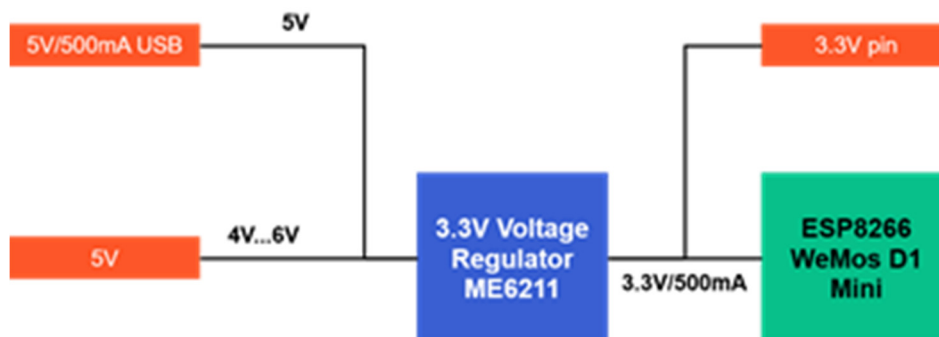 5V/500mA USB
5V
3.3V pin
5V
4V...6V
3.3V Voltage
Regulator
ME6211
3.3V/500mA
ESP8266
WeMos D1
Mini